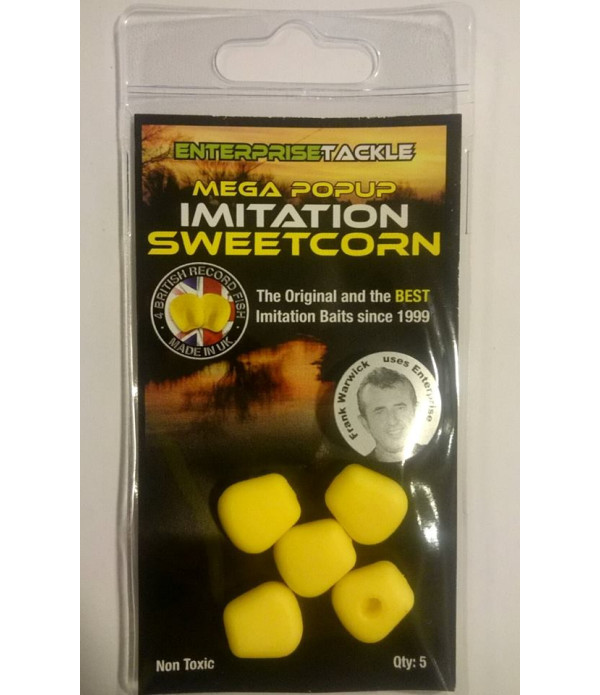 ENTERPRISETACKLE
MEGA POPUP
IMITATION
SWEETCORN
4 BRITISH RECORD FISH
MADE IN UK
The Original and the BEST
Imitation Baits since 1999
Frank Warwick uses Enterprise
Non Toxic
Qty: 5